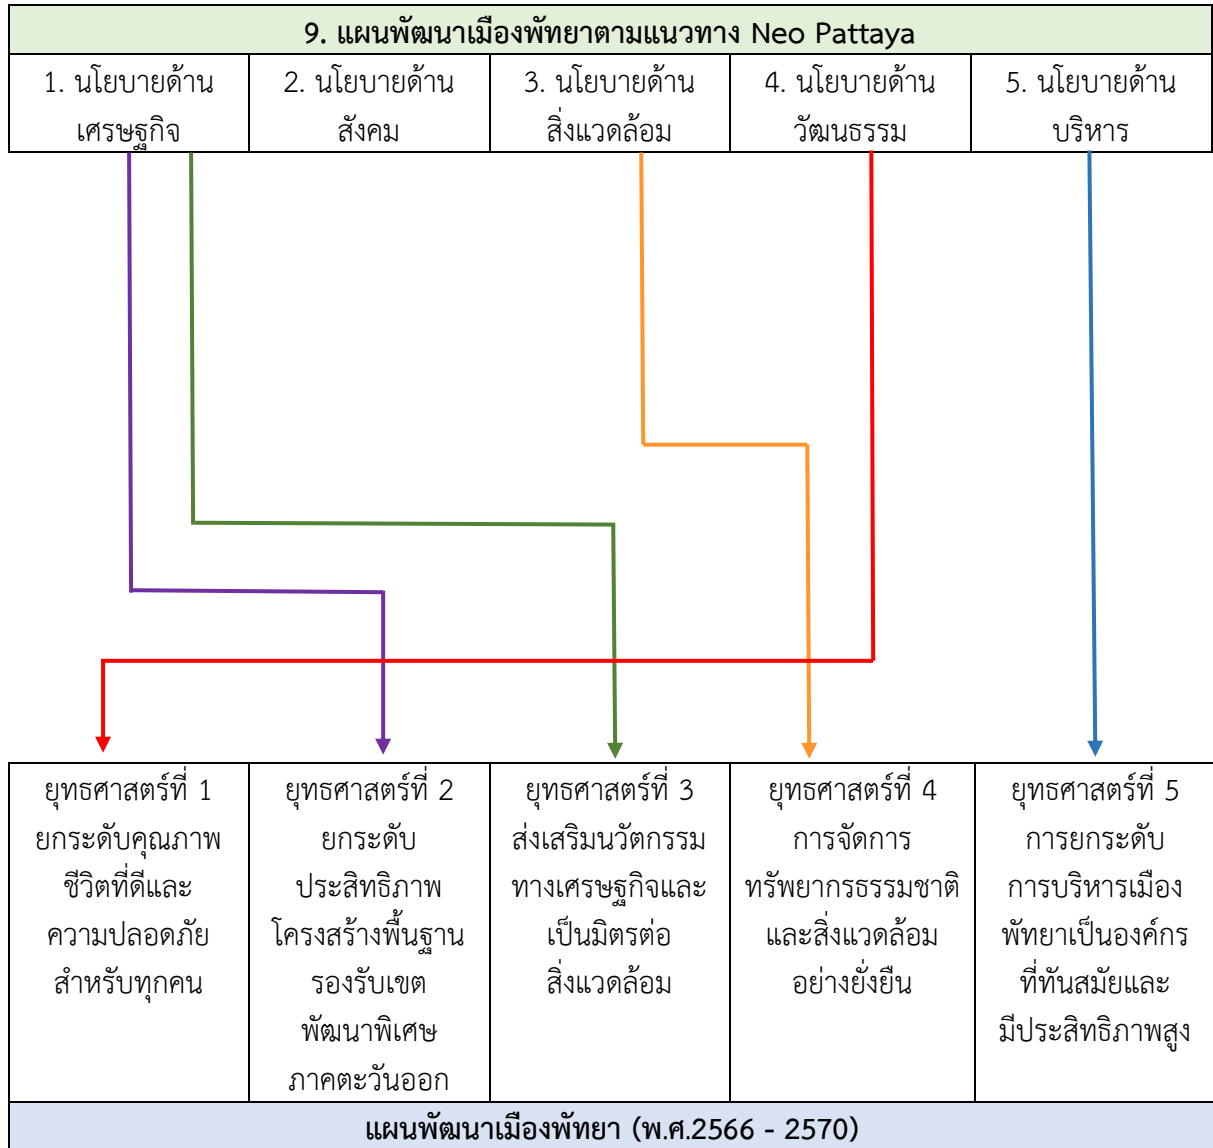 9. แผนพัฒนาเมืองพัทยาตามแนวทาง Neo Pattaya
1. นโยบายด้าน
เศรษฐกิจ
2. นโยบายด้าน
สังคม
3. นโยบายด้าน
สิ่งแวดล้อม
4. นโยบายด้าน
วัฒนธรรม
5. นโยบายด้าน
บริหาร
ยุทธศาสตร์ที่ 1
ยกระดับคุณภาพ
ชีวิตที่ดีและ
ความปลอดภัย
สำหรับทุกคน
ยุทธศาสตร์ที่ 2
ยกระดับ
ประสิทธิภาพ
โครงสร้างพื้นฐาน
รองรับเขต
พัฒนาพิเศษ
ภาคตะวันออก
ยุทธศาสตร์ที่ 3
ส่งเสริมนวัตกรรม
ทางเศรษฐกิจและ
เป็นมิตรต่อ
สิ่งแวดล้อม
ยุทธศาสตร์ที่ 4
การจัดการ
ทรัพยากรธรรมชาติ
และสิ่งแวดล้อม
อย่างยั่งยืน
ยุทธศาสตร์ที่ 5
การยกระดับ
การบริหารเมือง
พัทยาเป็นองค์กร
ที่ทันสมัยและ
มีประสิทธิภาพสูง
แผนพัฒนาเมืองพัทยา (พ.ศ.2566 - 2570)